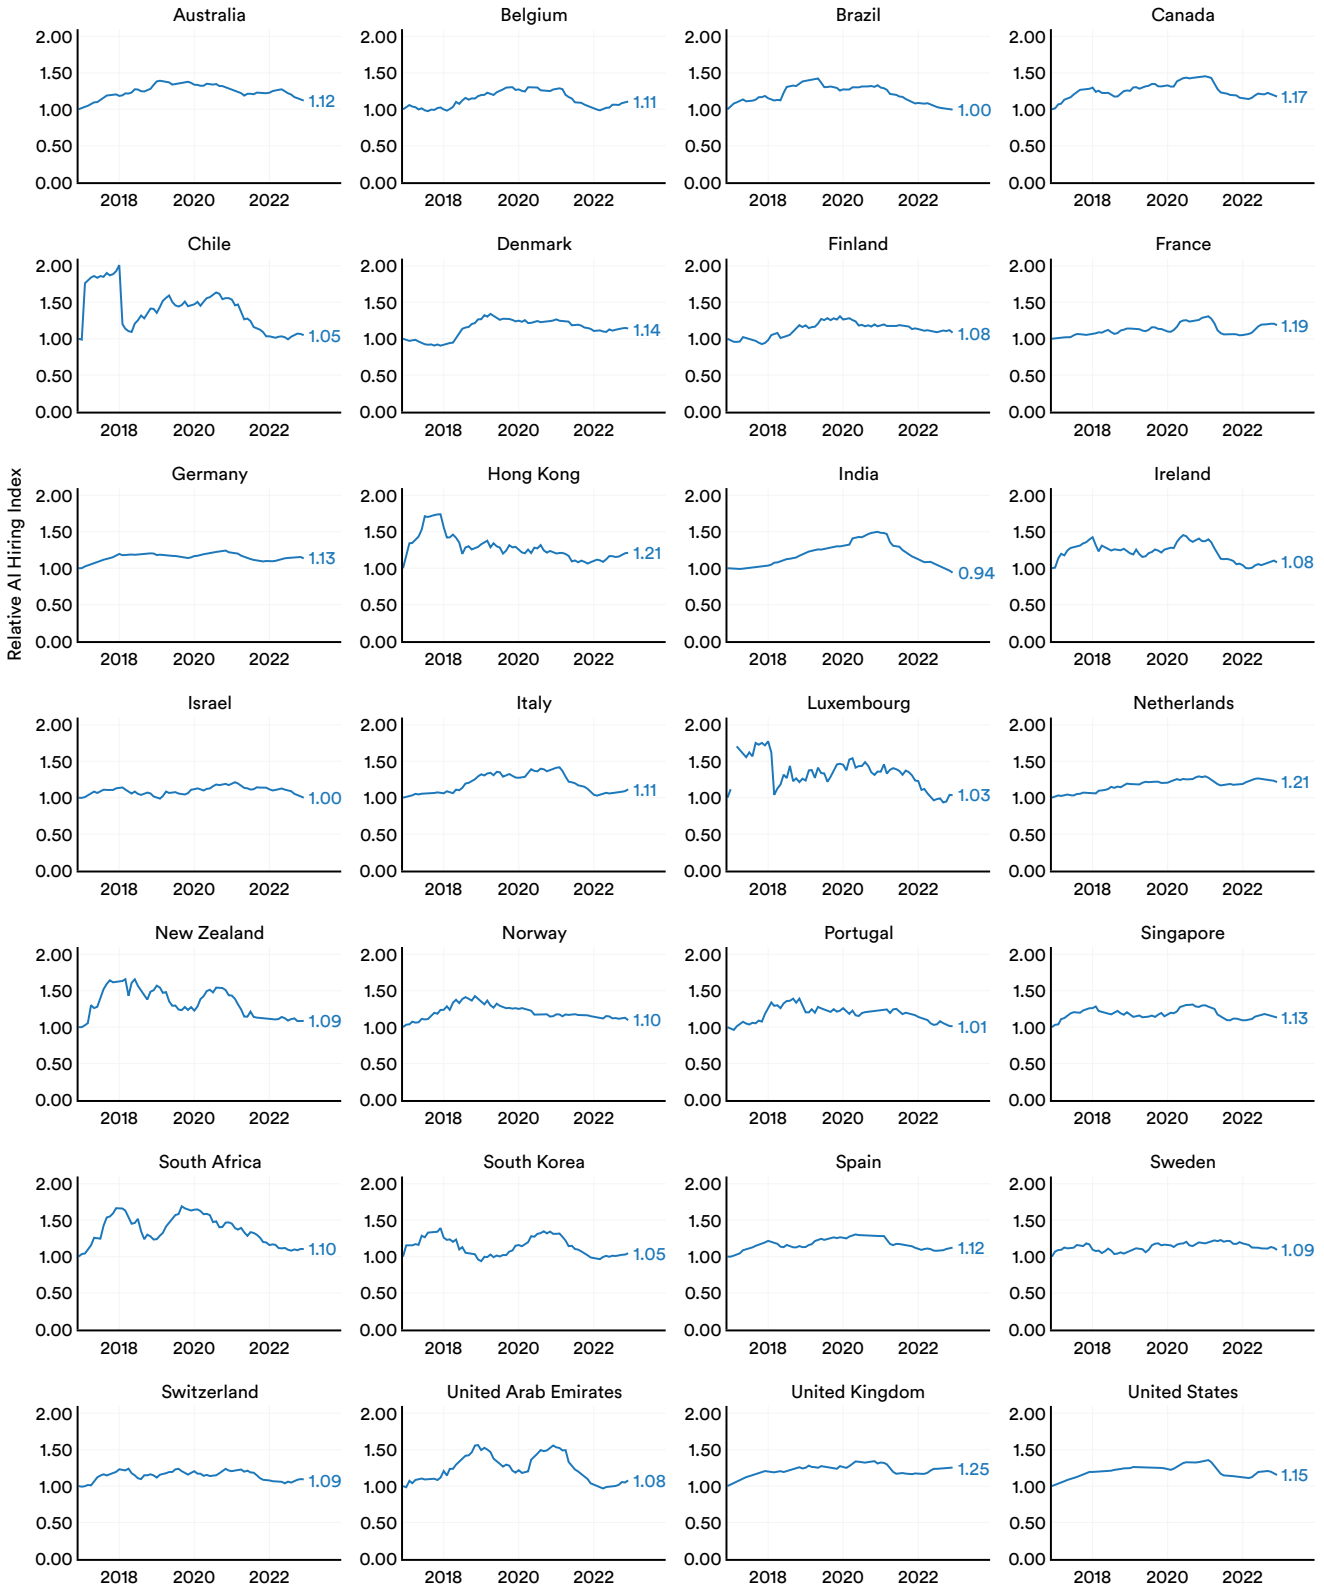 Relative AI Hiring Index
Australia Belgium Brazil Canada
2.00 2.00 2.00 2.00
1.50 1.50 1.50 1.50
1.00 1.12 1.00 1.11 1.00 1.00 1.00 1.17
0.50 0.50 0.50 0.50
0.00 0.00 0.00 0.00
2018 2020 2022 2018 2020 2022 2018 2020 2022 2018 2020 2022
Chile Denmark Finland France
2.00 2.00 2.00 2.00
1.50 1.50 1.50 1.50
1.00 1.05 1.00 1.14 1.00 1.08 1.00 1.19
0.50 0.50 0.50 0.50
0.00 0.00 0.00 0.00
2018 2020 2022 2018 2020 2022 2018 2020 2022 2018 2020 2022
Germany Hong Kong India Ireland
2.00 2.00 2.00 2.00
1.50 1.50 1.50 1.50
1.00 1.13 1.00 1.21 1.00 0.94 1.00 1.08
0.50 0.50 0.50 0.50
0.00 0.00 0.00 0.00
2018 2020 2022 2018 2020 2022 2018 2020 2022 2018 2020 2022
Israel Italy Luxembourg Netherlands
2.00 2.00 2.00 2.00
1.50 1.50 1.50 1.50
1.00 1.00 1.00 1.11 1.00 1.03 1.00 1.21
0.50 0.50 0.50 0.50
0.00 0.00 0.00 0.00
2018 2020 2022 2018 2020 2022 2018 2020 2022 2018 2020 2022
New Zealand Norway Portugal Singapore
2.00 2.00 2.00 2.00
1.50 1.50 1.50 1.50
1.00 1.09 1.00 1.10 1.00 1.01 1.00 1.13
0.50 0.50 0.50 0.50
0.00 0.00 0.00 0.00
2018 2020 2022 2018 2020 2022 2018 2020 2022 2018 2020 2022
South Africa South Korea Spain Sweden
2.00 2.00 2.00 2.00
1.50 1.50 1.50 1.50
1.00 1.10 1.00 1.05 1.00 1.12 1.00 1.09
0.50 0.50 0.50 0.50
0.00 0.00 0.00 0.00
2018 2020 2022 2018 2020 2022 2018 2020 2022 2018 2020 2022
Switzerland United Arab Emirates United Kingdom United States
2.00 2.00 2.00 2.00
1.50 1.50 1.50 1.50
1.00 1.09 1.00 1.08 1.00 1.25 1.00 1.15
0.50 0.50 0.50 0.50
0.00 0.00 0.00 0.00
2018 2020 2022 2018 2020 2022 2018 2020 2022 2018 2020 2022